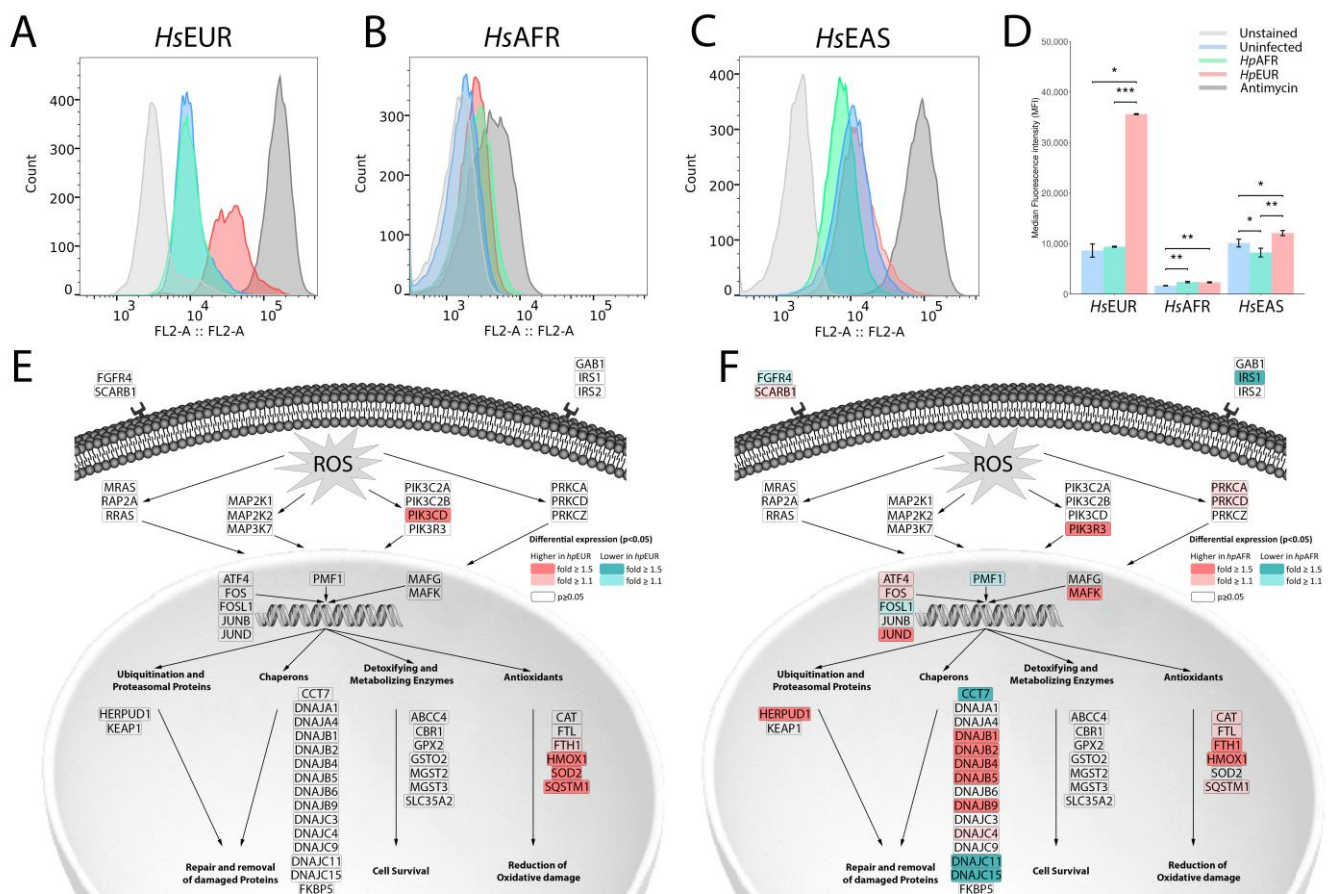 A
HsEUR
Count
400
300
200
100
0
10³
10⁴
10⁵
FL2-A :: FL2-A
B
HsAFR
Count
400
300
200
100
0
10³
10⁴
10⁵
FL2-A :: FL2-A
C
HsEAS
Count
400
300
200
100
0
10³
10⁴
10⁵
FL2-A :: FL2-A
D
Unstained
Uninfected
HpAFR
HpEUR
Antimycin
Median Fluorescence intensity (MFI)
50,000
40,000
30,000
20,000
10,000
0
*
***
**
**
*
**
*
HsEUR
HsAFR
HsEAS
E
FGFR4
SCARB1
GAB1
IRS1
IRS2
ROS
MRAS
RAP2A
RRAS
MAP2K1
MAP2K2
MAP3K7
PIK3C2A
PIK3C2B
PIK3CD
PIK3R3
PRKCA
PRKCD
PRKCZ
Differential expression (p<0.05)
Higher in hpEUR
Lower in hpEUR
fold ≥ 1.5
fold ≥ 1.5
fold ≥ 1.1
fold ≥ 1.1
p≥0.05
ATF4
FOS
FOSL1
JUNB
JUND
PMF1
MAFG
MAFK
Ubiquitination and
Proteasomal Proteins
Chaperons
Detoxifying and
Metabolizing Enzymes
Antioxidants
HERPUD1
KEAP1
CCT7
DNAJA1
DNAJA4
DNAJB1
DNAJB2
DNAJB4
DNAJB5
DNAJB6
DNAJB9
DNAJC3
DNAJC4
DNAJC9
DNAJC11
DNAJC15
FKBP5
ABCC4
CBR1
GPX2
GSTO2
MGST2
MGST3
SLC35A2
CAT
FTL
FTH1
HMOX1
SOD2
SQSTM1
Repair and removal
of damaged Proteins
Cell Survival
Reduction of
Oxidative damage
F
FGFR4
SCARB1
GAB1
IRS1
IRS2
ROS
MRAS
RAP2A
RRAS
MAP2K1
MAP2K2
MAP3K7
PIK3C2A
PIK3C2B
PIK3CD
PIK3R3
PRKCA
PRKCD
PRKCZ
Differential expression (p<0.05)
Higher in hpAFR
Lower in hpAFR
fold ≥ 1.5
fold ≥ 1.5
fold ≥ 1.1
fold ≥ 1.1
p≥0.05
ATF4
FOS
FOSL1
JUNB
JUND
PMF1
MAFG
MAFK
Ubiquitination and
Proteasomal Proteins
Chaperons
Detoxifying and
Metabolizing Enzymes
Antioxidants
HERPUD1
KEAP1
CCT7
DNAJA1
DNAJA4
DNAJB1
DNAJB2
DNAJB4
DNAJB5
DNAJB6
DNAJB9
DNAJC3
DNAJC4
DNAJC9
DNAJC11
DNAJC15
FKBP5
ABCC4
CBR1
GPX2
GSTO2
MGST2
MGST3
SLC35A2
CAT
FTL
FTH1
HMOX1
SOD2
SQSTM1
Repair and removal
of damaged Proteins
Cell Survival
Reduction of
Oxidative damage